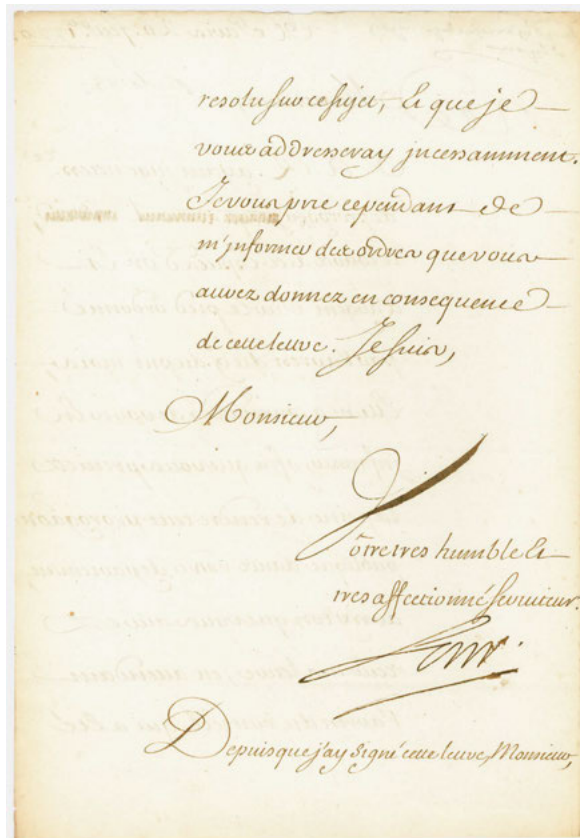 resolu sur ce sujet, Et que je
vous addresseray jncessamment.
Je vous prie cependant De
m'informer des ordres que vous
aurez donnez en consequence
de cette lettre. Je suis,
Monsieur,
Vôtre tres humble Et
tres affectionné serviteur.
Depuis que j'ay signé cette lettre, Monsieur,